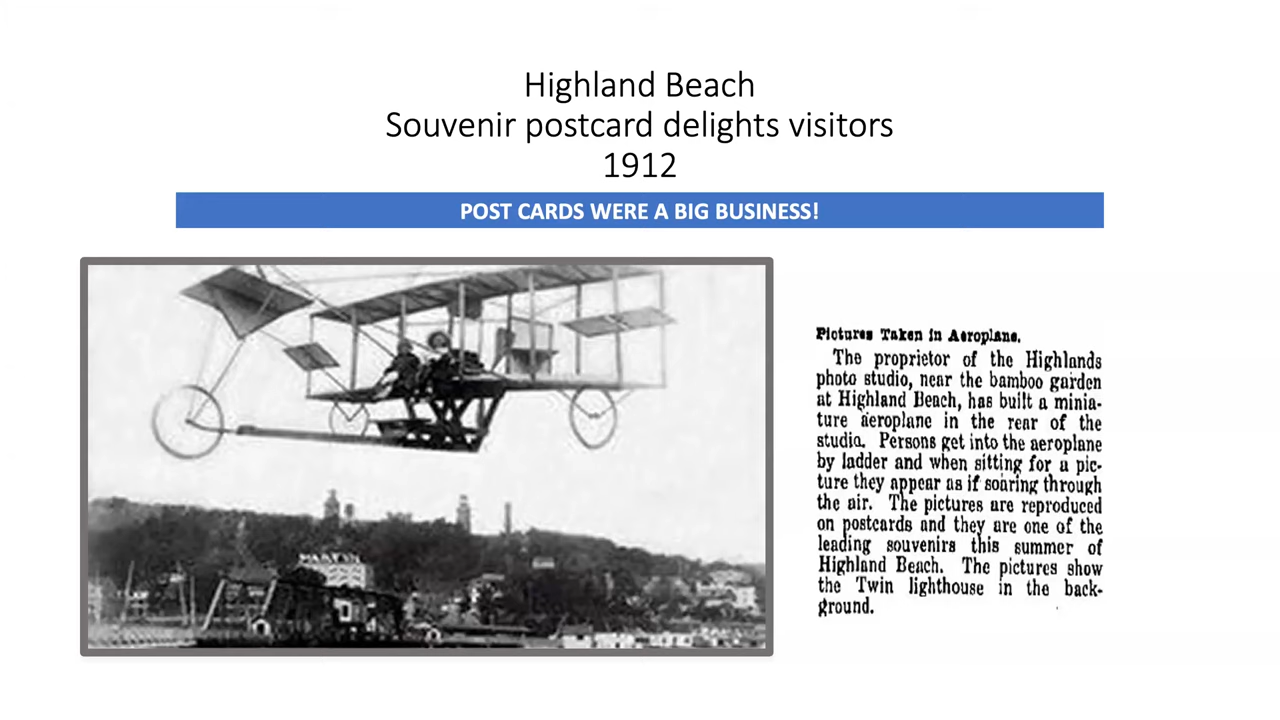 Highland Beach
Souvenir postcard delights visitors
1912
POST CARDS WERE A BIG BUSINESS!
Pictures Taken in Aeroplane.
The proprietor of the Highlands
photo studio, near the bamboo garden
at Highland Beach, has built a minia-
ture aeroplane in the rear of the
studio. Persons get into the aeroplane
by ladder and when sitting for a pic-
ture they appear as if soaring through
the air. The pictures are reproduced
on postcards and they are one of the
leading souvenirs this summer of
Highland Beach. The pictures show
the Twin lighthouse in the back-
ground.